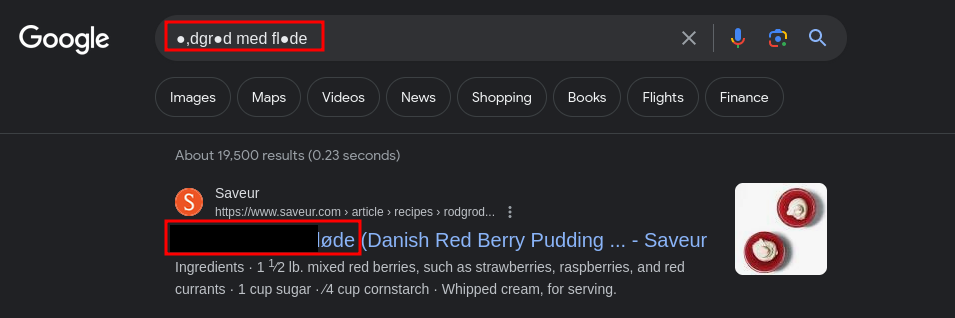 Google
●,dgr●d med fl●de
Images Maps Videos News Shopping Books Flights Finance
About 19,500 results (0.23 seconds)
S
Saveur
https://www.saveur.com › article › recipes › rodgrod...
løde (Danish Red Berry Pudding ... - Saveur
Ingredients · 1 1⁄2 lb. mixed red berries, such as strawberries, raspberries, and red
currants · 1 cup sugar · ⁄4 cup cornstarch · Whipped cream, for serving.